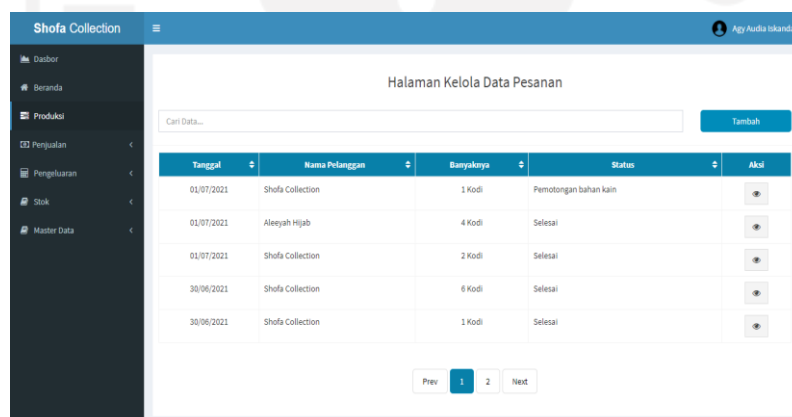 Shofa Collection
Agy Audia Iskanda
Dasbor
Beranda
Produksi
Penjualan
Pengeluaran
Stok
Master Data
Halaman Kelola Data Pesanan
Cari Data...
Tambah
Tanggal Nama Pelanggan Banyaknya Status Aksi
01/07/2021 Shofa Collection 1 Kodi Pemotongan bahan kain
01/07/2021 Aleeyah Hijab 4 Kodi Selesai
01/07/2021 Shofa Collection 2 Kodi Selesai
30/06/2021 Shofa Collection 6 Kodi Selesai
30/06/2021 Shofa Collection 1 Kodi Selesai
Prev 1 2 Next